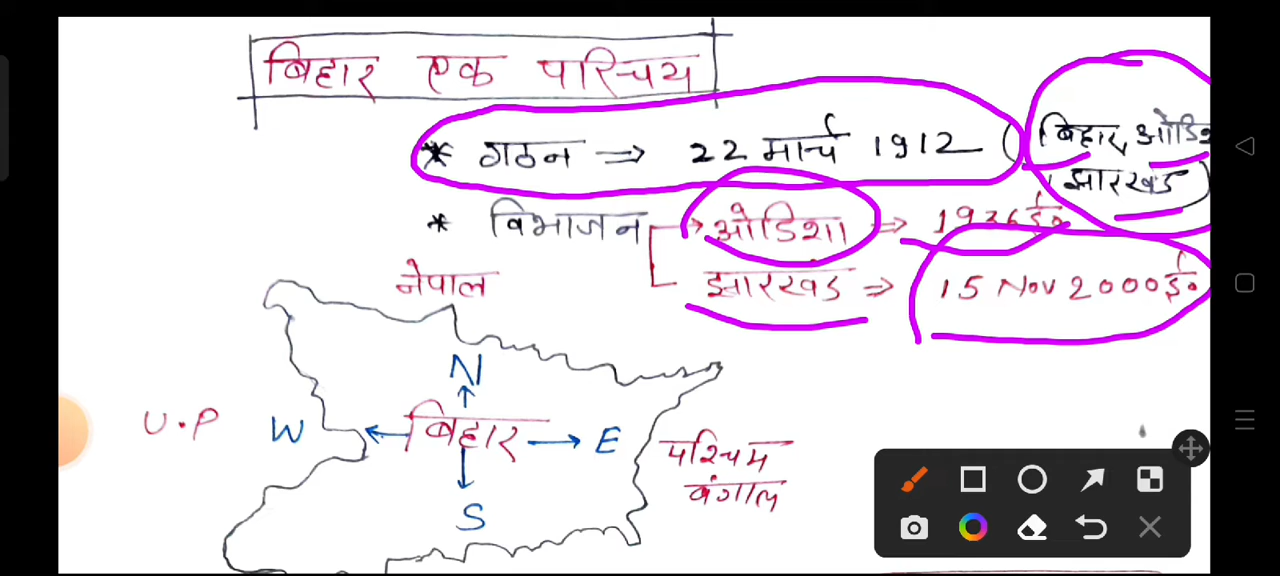 बिहार एक परिचय
* गठन ⇒ 22 मार्च 1912 (बिहार, ओडि
झारखंड)
* विभाजन → ओडिशा ⇒ 1936 ई०
झारखंड ⇒ 15 Nov 2000 ई०
नेपाल
N
U.P W बिहार E
पश्चिम
बंगाल
S